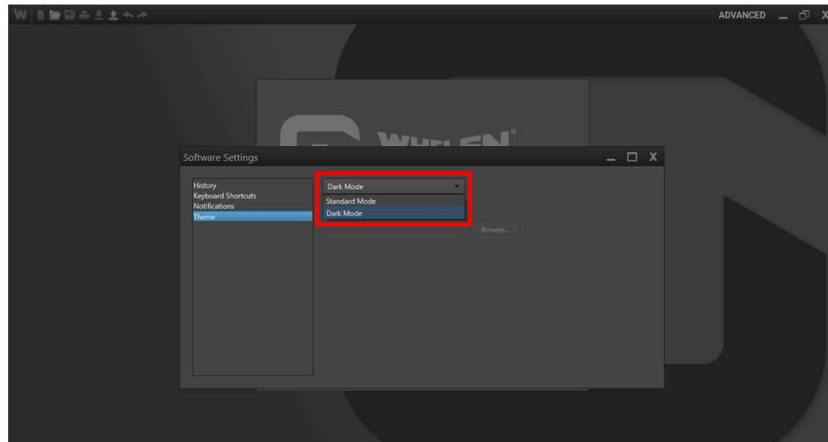 W
ADVANCED
X
WHELEN®
Software Settings
X
History
Keyboard Shortcuts
Notifications
Theme
Dark Mode
Standard Mode
Dark Mode
Browse...